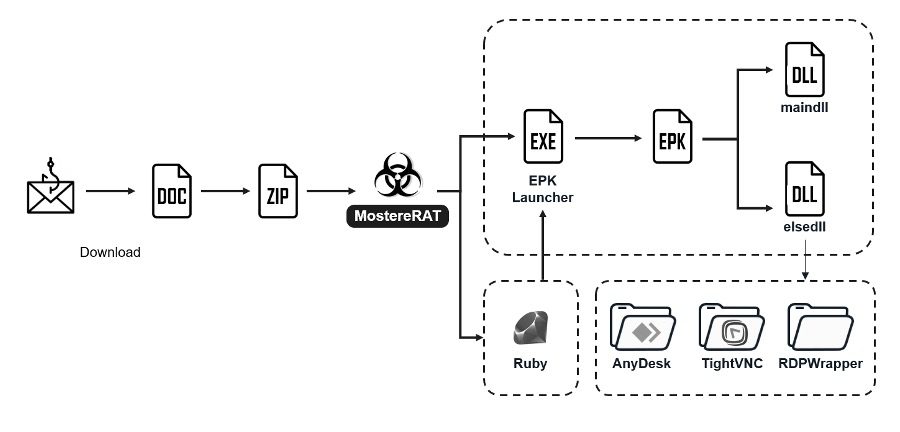 DLL
maindll
EXE
EPK
EPK
Launcher
DOC
ZIP
MostereRAT
DLL
elsedll
Download
Ruby
AnyDesk
TightVNC
RDPWrapper